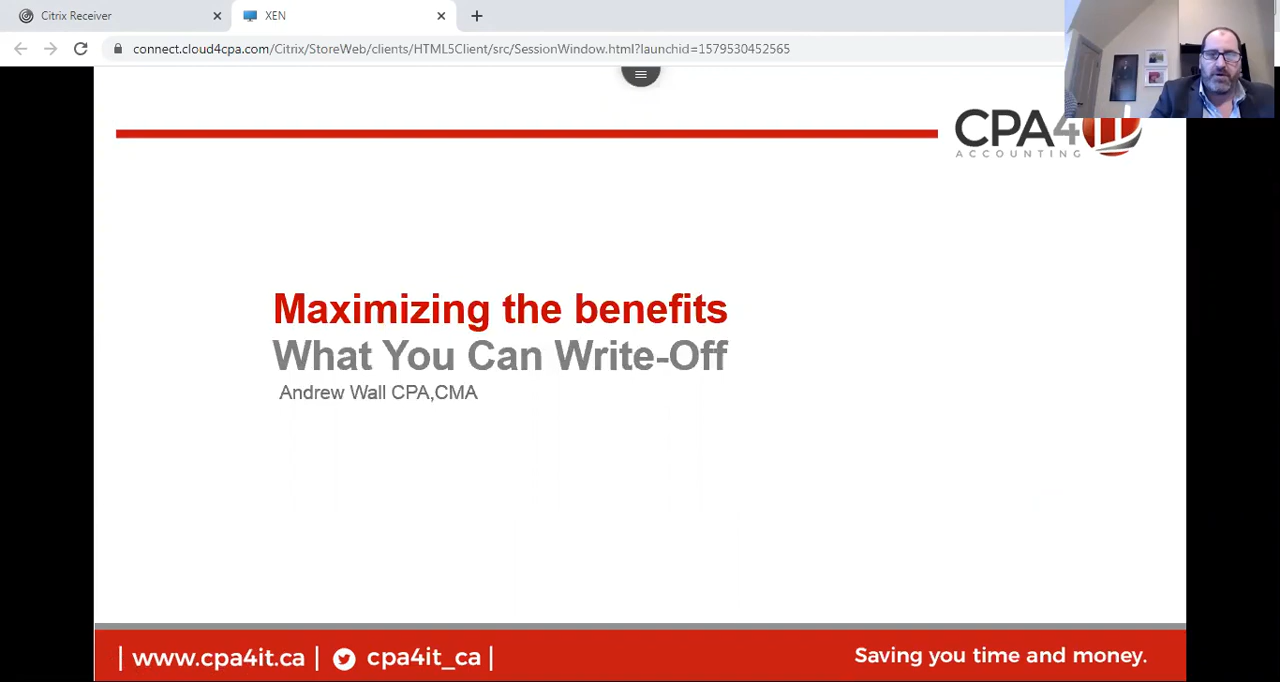 Citrix Receiver
XEN
connect.cloud4cpa.com/Citrix/StoreWeb/clients/HTML5Client/src/SessionWindow.html?launchid=1579530452565
CPA4it
ACCOUNTING
Maximizing the benefits
What You Can Write-Off
Andrew Wall CPA,CMA
| www.cpa4it.ca | cpa4it_ca |
Saving you time and money.